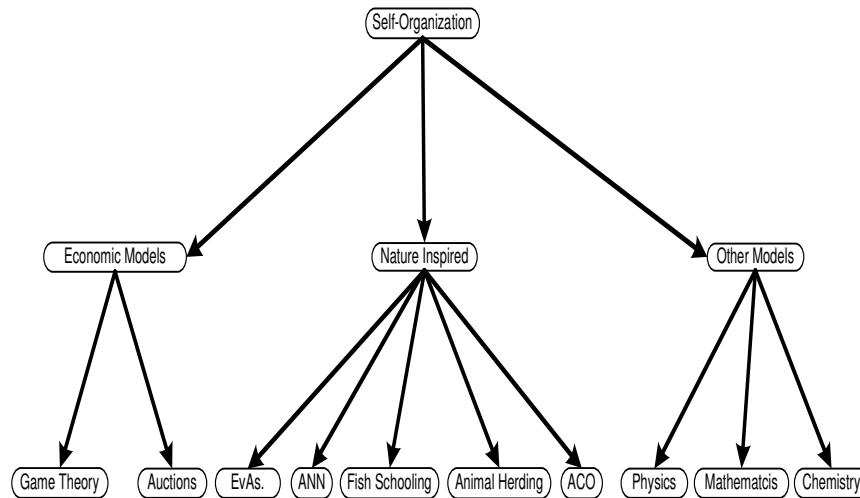 Self-Organization
Economic Models
Nature Inspired
Other Models
Game Theory
Auctions
EvAs.
ANN
Fish Schooling
Animal Herding
ACO
Physics
Mathematcis
Chemistry